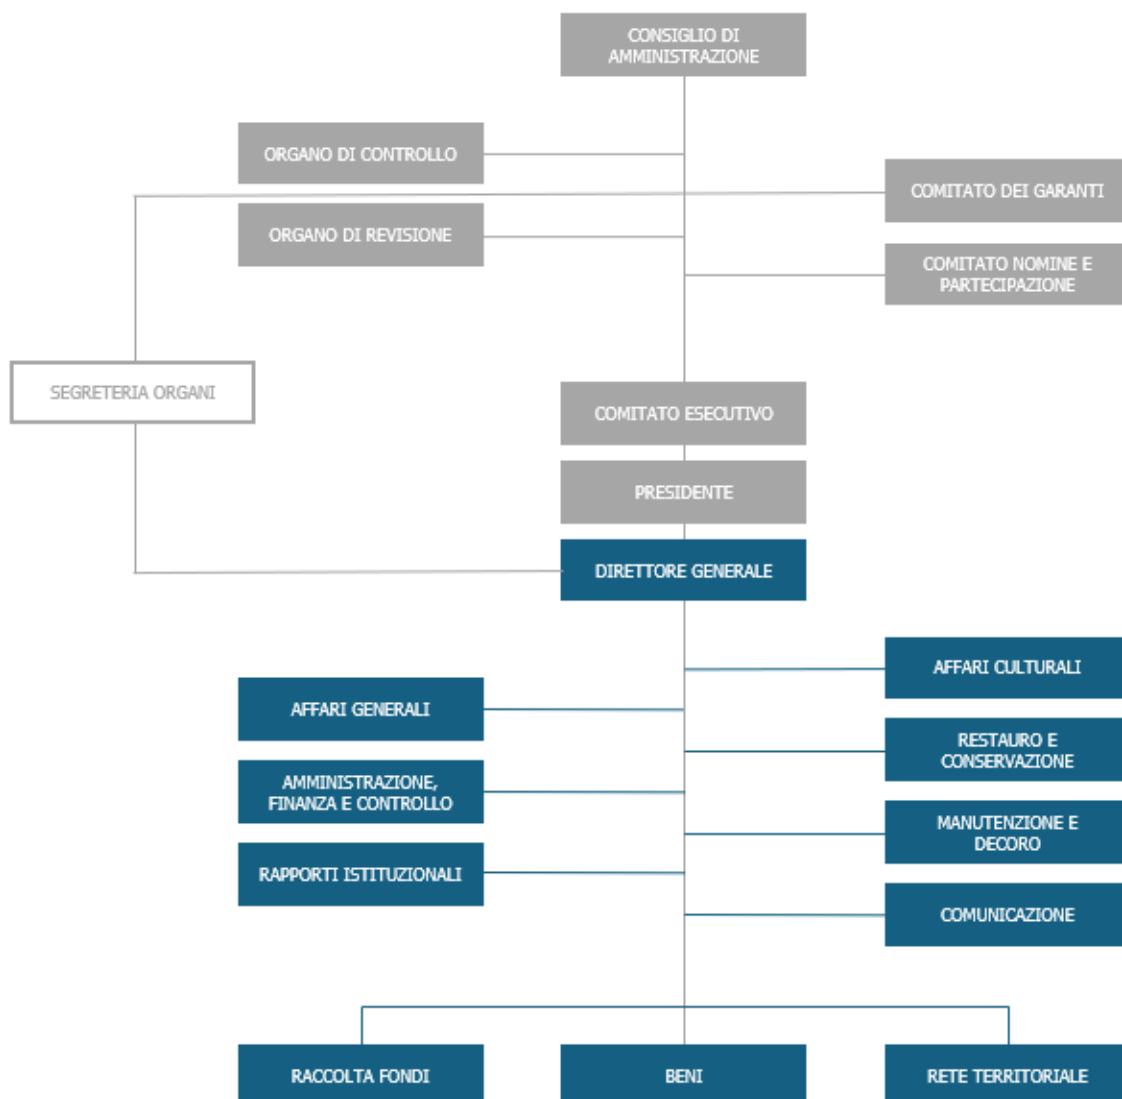 CONSIGLIO DI
AMMINISTRAZIONE
ORGANO DI CONTROLLO
COMITATO DEI GARANTI
ORGANO DI REVISIONE
COMITATO NOMINE E
PARTECIPAZIONE
SEGRETERIA ORGANI
COMITATO ESECUTIVO
PRESIDENTE
DIRETTORE GENERALE
AFFARI CULTURALI
AFFARI GENERALI
RESTAURO E
CONSERVAZIONE
AMMINISTRAZIONE,
FINANZA E CONTROLLO
MANUTENZIONE E
DECORO
RAPPORTI ISTITUZIONALI
COMUNICAZIONE
RACCOLTA FONDI
BENI
RETE TERRITORIALE